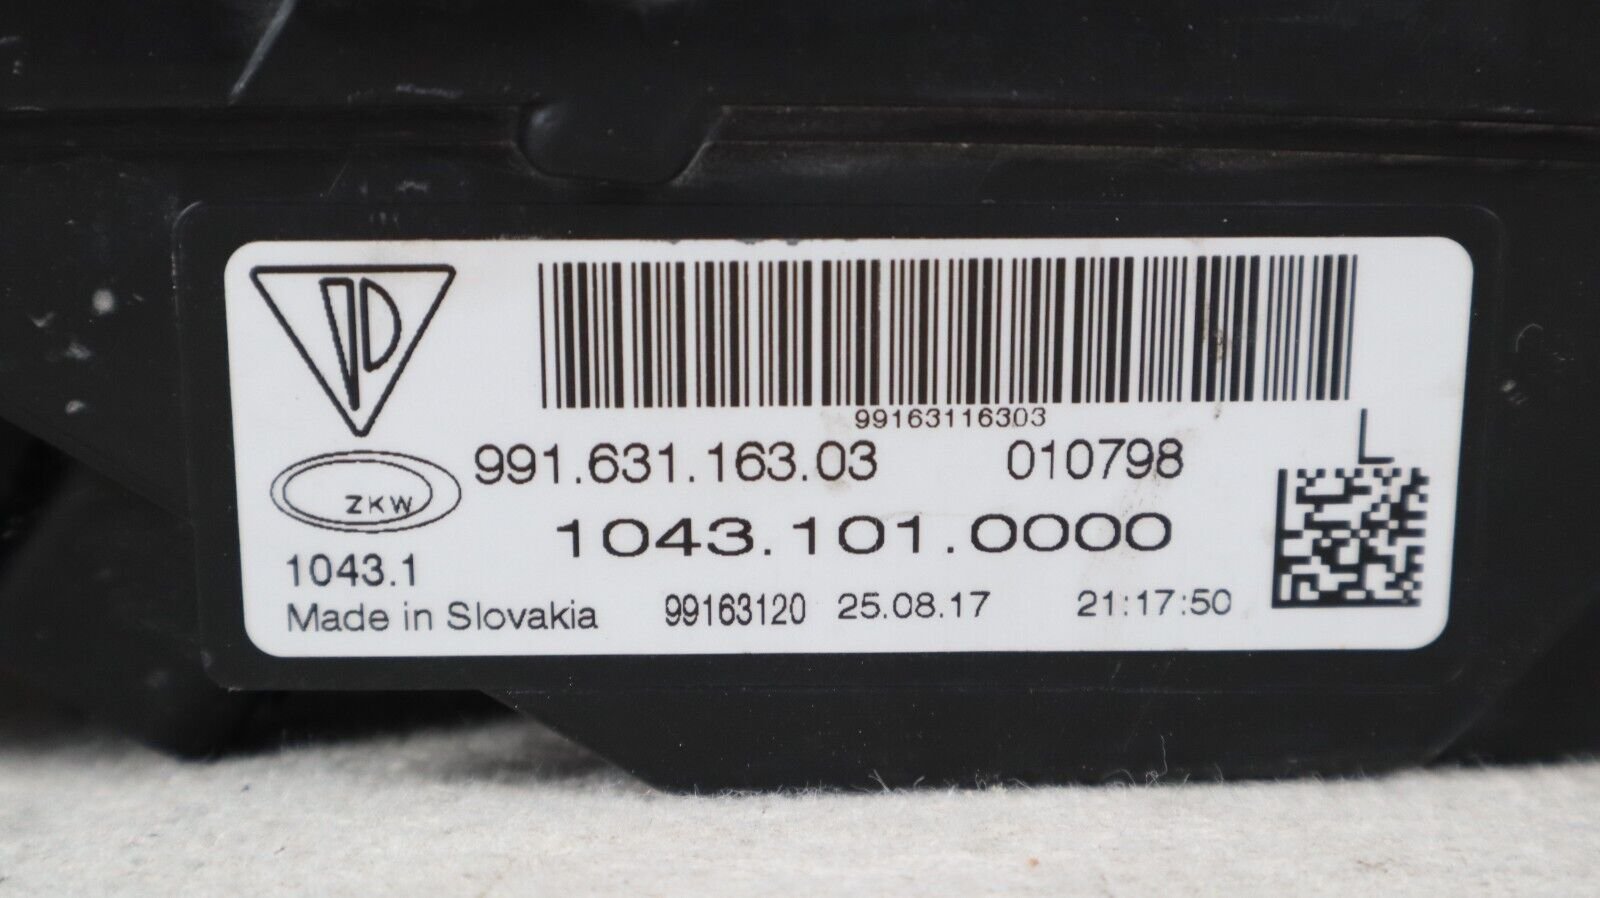 99163116303
991.631.163.03 010798
L
ZKW
1043.101.0000
1043.1
Made in Slovakia 99163120 25.08.17 21:17:50